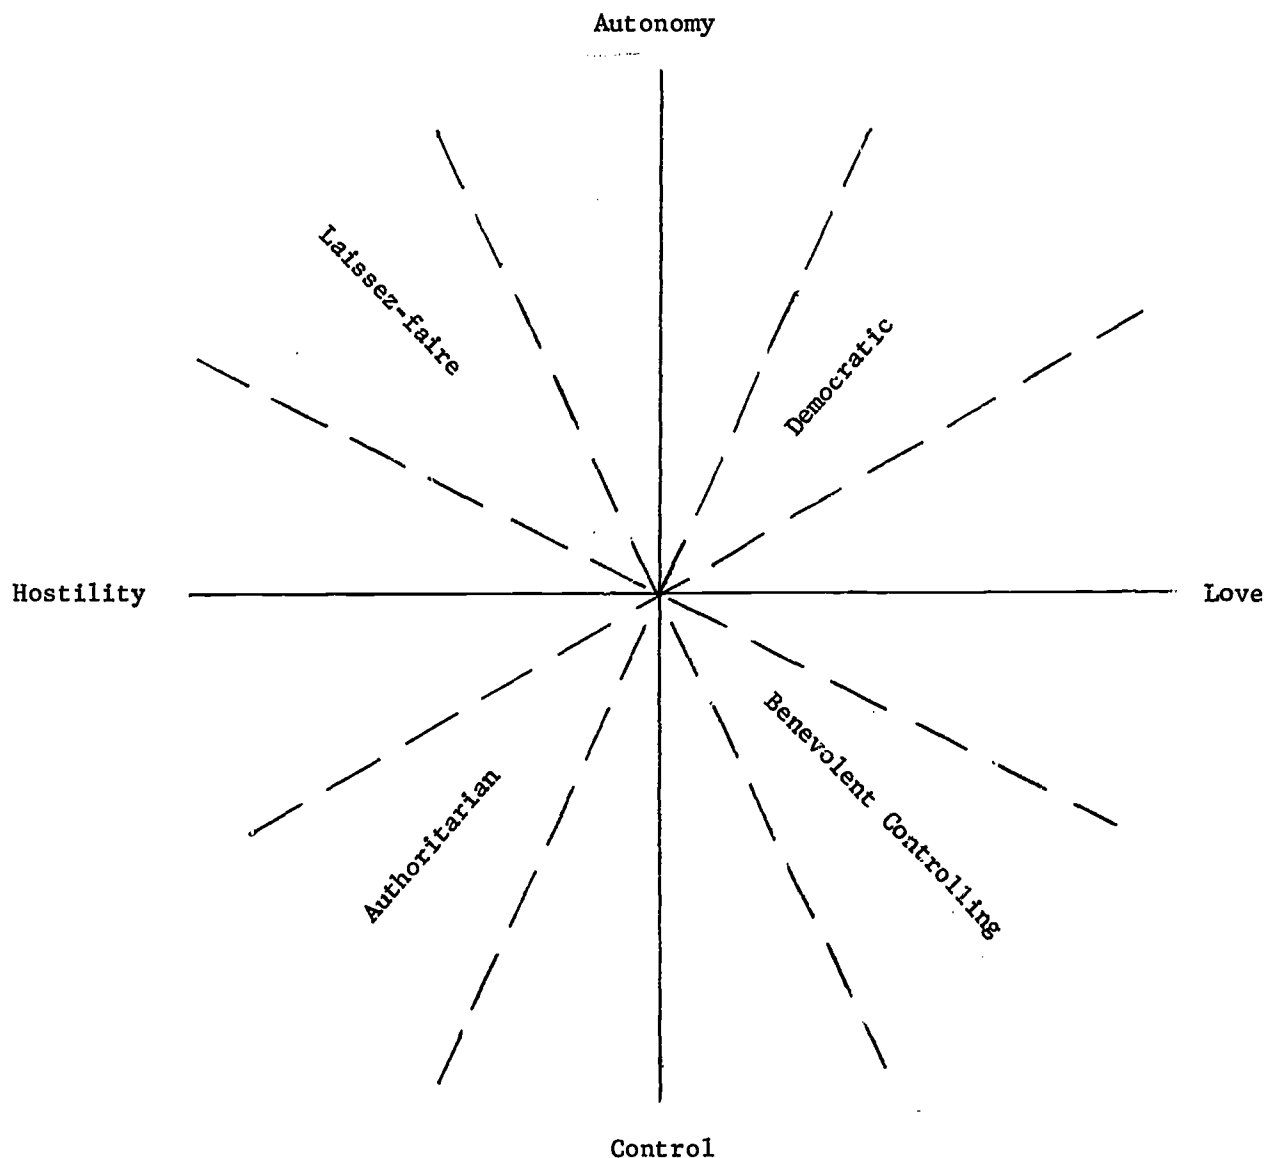 Autonomy
Laissez-faire
Democratic
Hostility
Love
Benevolent Controlling
Authoritarian
Control